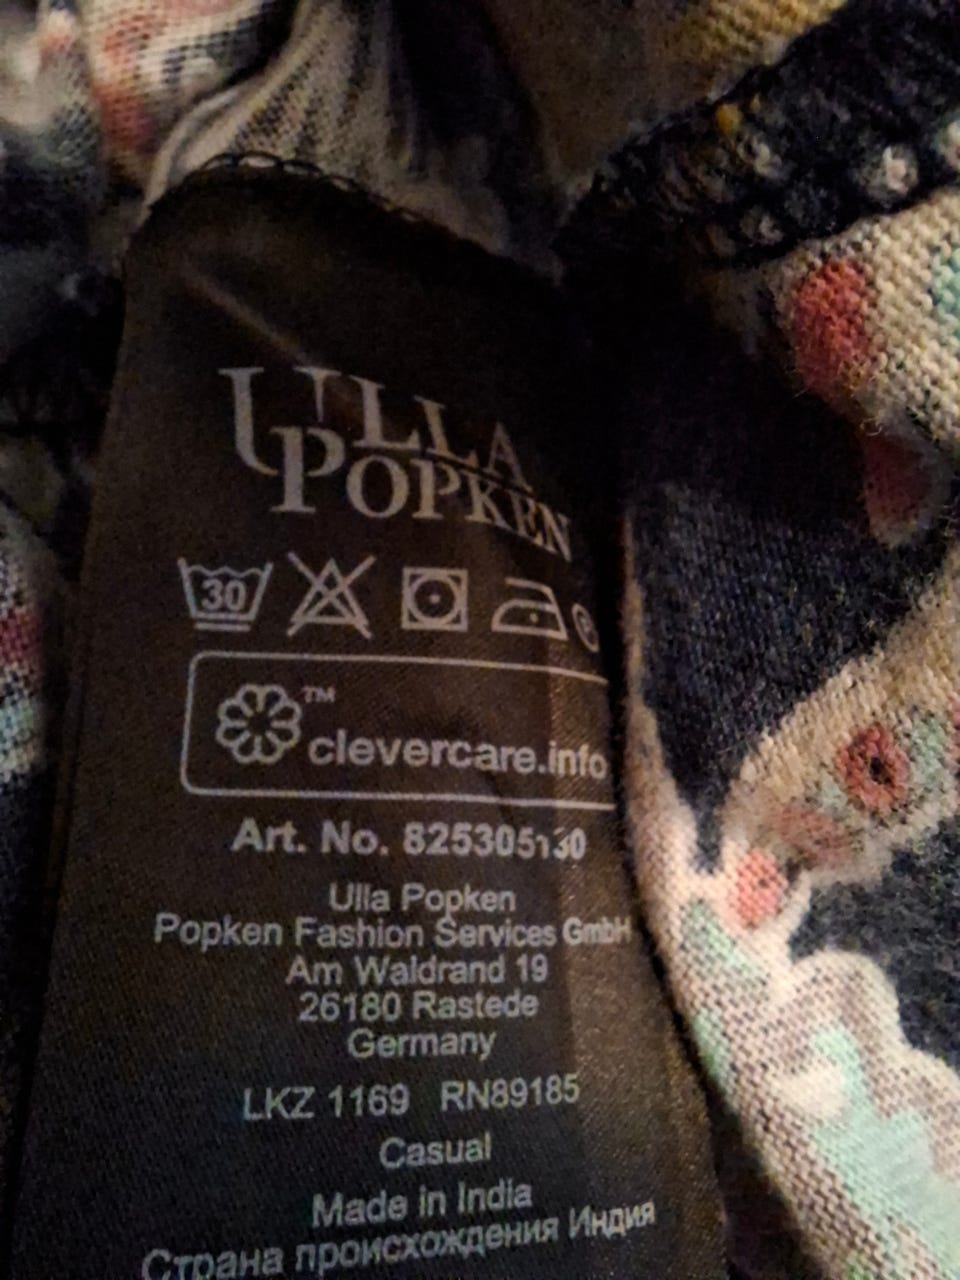 ULLA
POPKEN
30
clevercare.info
TM
Art. No. 825305130
Ulla Popken
Popken Fashion Services GmbH
Am Waldrand 19
26180 Rastede
Germany
LKZ 1169 RN89185
Casual
Made in India
Страна происхождения Индия